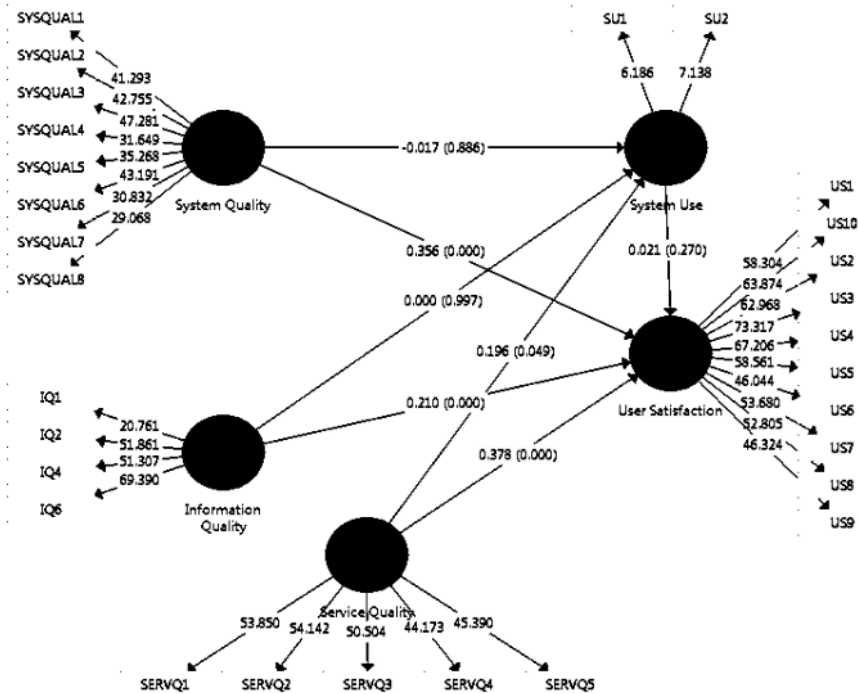 SYSQUAL1
SYSQUAL2
SYSQUAL3
SYSQUAL4
SYSQUAL5
SYSQUAL6
SYSQUAL7
SYSQUAL8
41.293
42.755
47.281
31.649
35.268
43.191
30.832
29.068
System Quality
SU1
SU2
6.186
7.138
System Use
-0.017 (0.886)
0.356 (0.000)
0.021 (0.270)
0.000 (0.997)
0.196 (0.049)
0.210 (0.000)
0.378 (0.000)
US1
US10
US2
US3
US4
US5
US6
US7
US8
US9
58.304
63.874
62.968
73.317
67.206
58.561
46.044
53.680
52.805
46.324
User Satisfaction
IQ1
IQ2
IQ4
IQ6
20.761
51.861
51.307
69.390
Information
Quality
Service Quality
53.850
54.142
50.504
44.173
45.390
SERVQ1
SERVQ2
SERVQ3
SERVQ4
SERVQ5